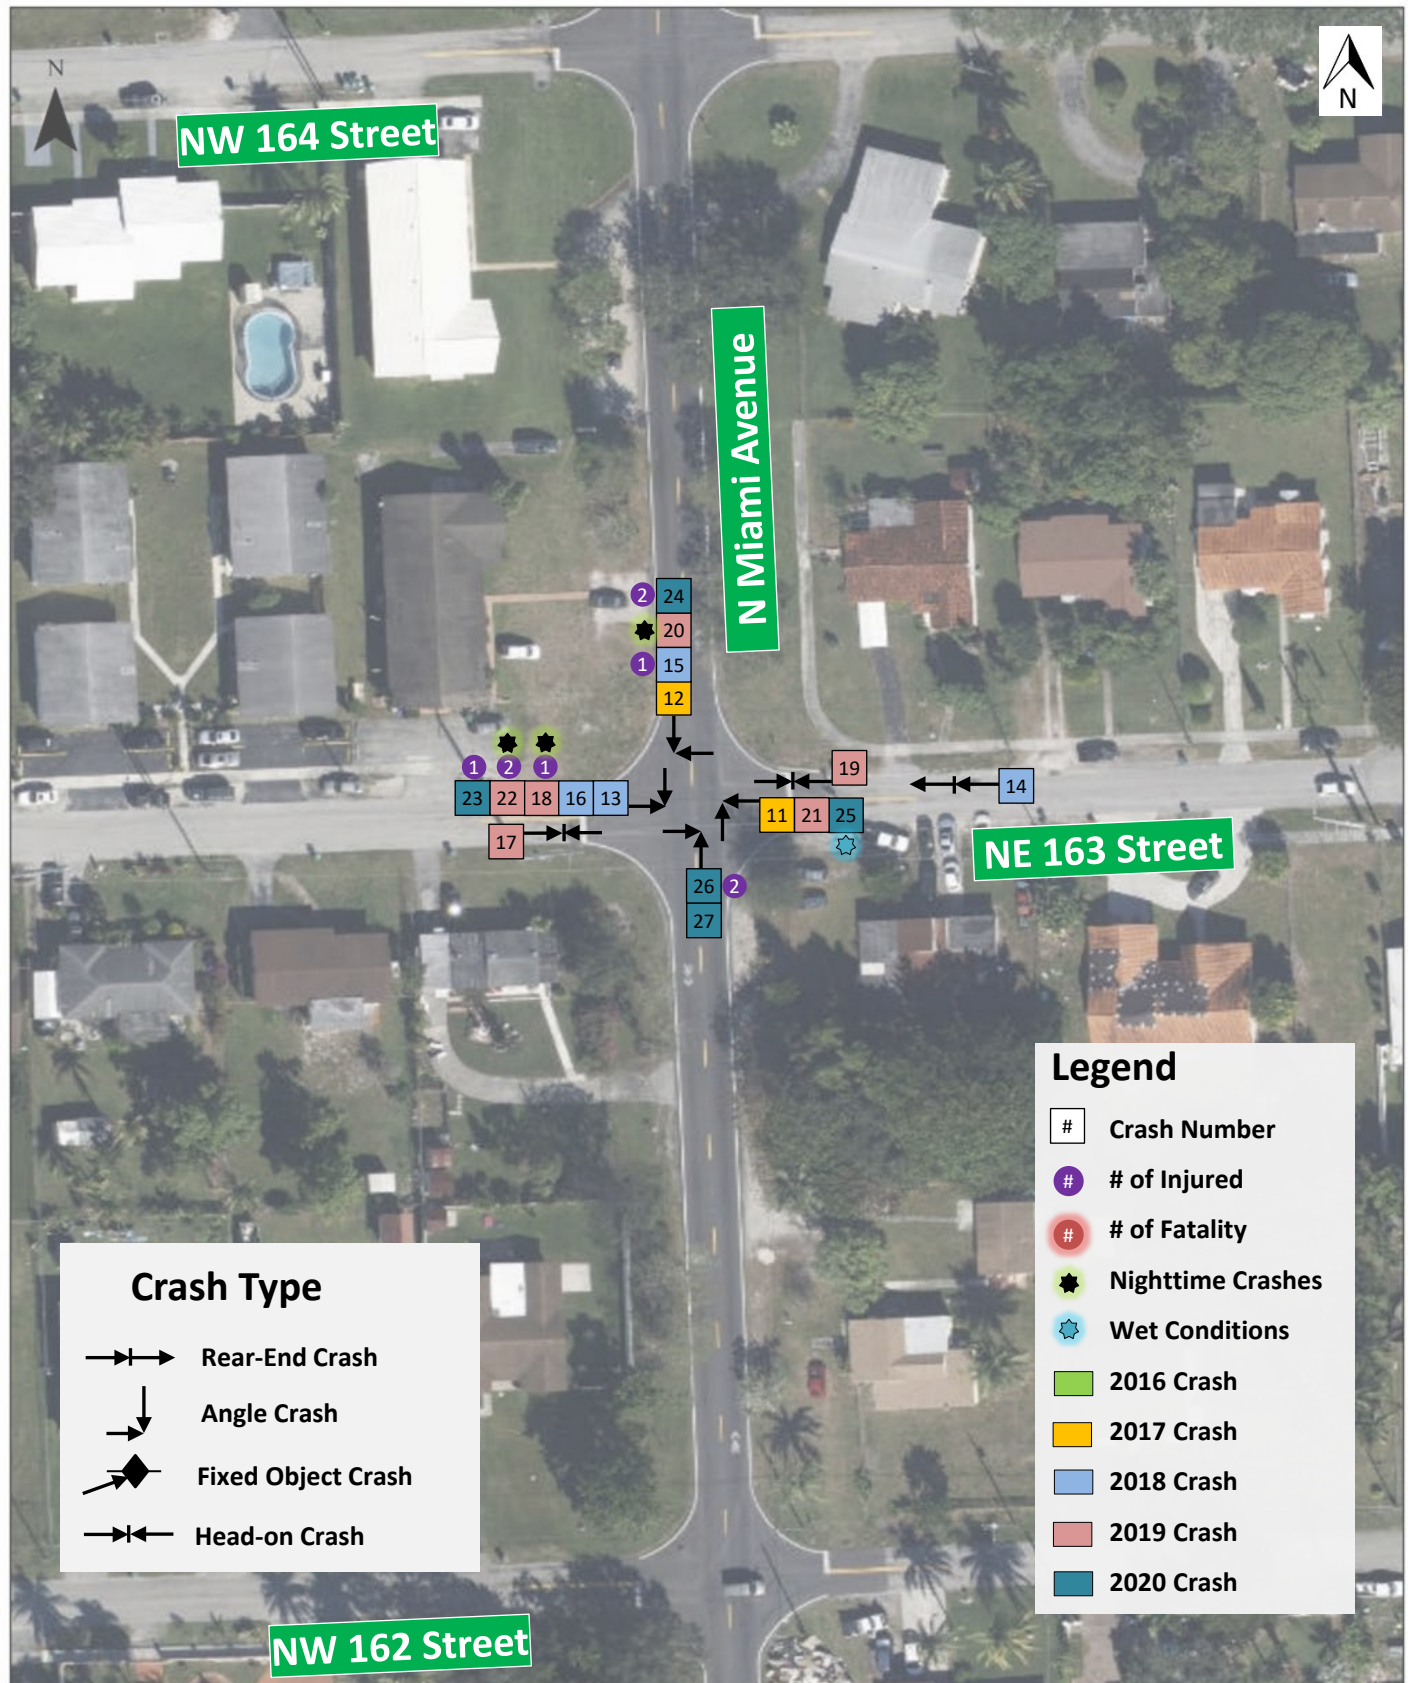 N
N
NW 164 Street
N Miami Avenue
2 24
20
1 15
12
1 2 1
23 22 18 16 13
17
19
14
11 21 25
NE 163 Street
26 2
27
Legend
# Crash Number
# # of Injured
# # of Fatality
Nighttime Crashes
Wet Conditions
2016 Crash
2017 Crash
2018 Crash
2019 Crash
2020 Crash
Crash Type
Rear-End Crash
Angle Crash
Fixed Object Crash
Head-on Crash
NW 162 Street